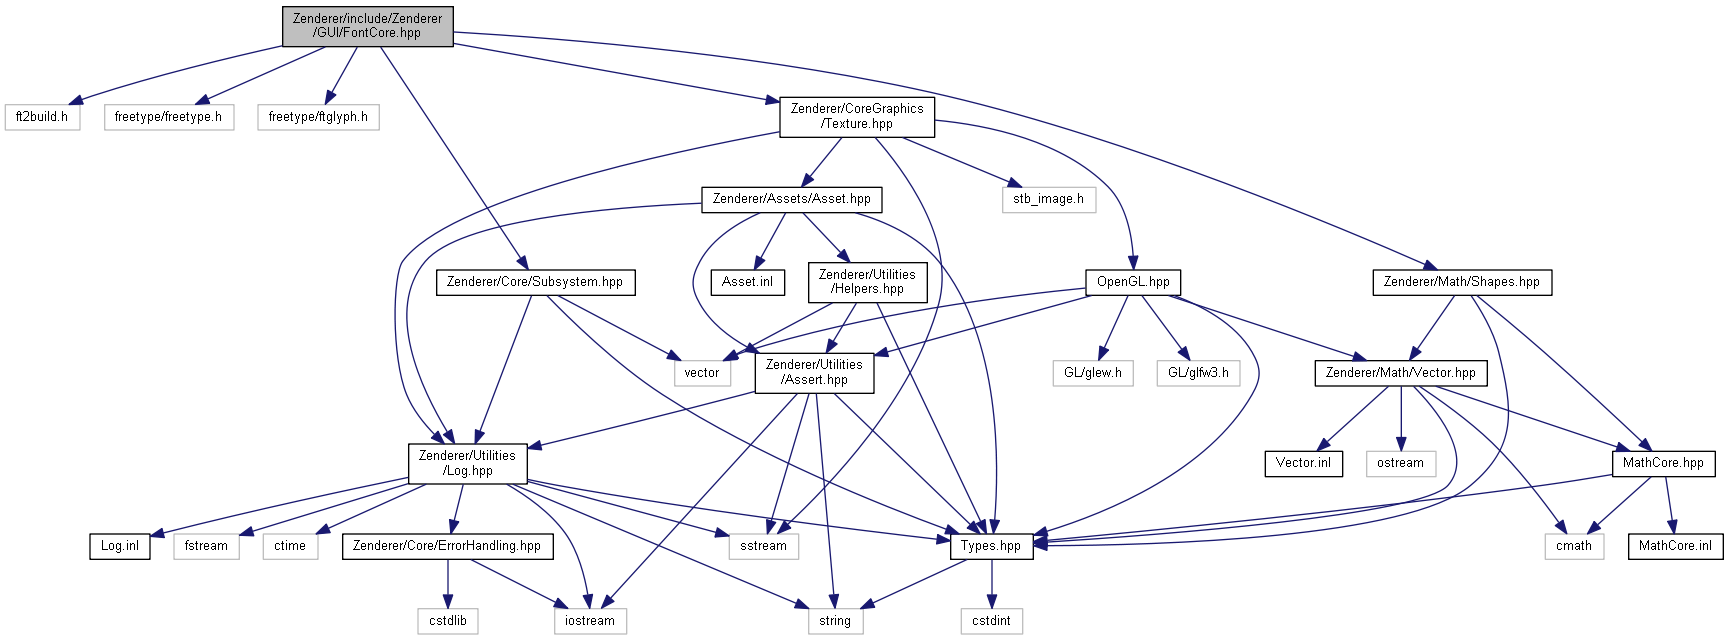 Zenderer/include/Zenderer
/GUI/FontCore.hpp
ft2build.h
freetype/freetype.h
freetype/ftglyph.h
Zenderer/CoreGraphics
/Texture.hpp
Zenderer/Assets/Asset.hpp
stb_image.h
Zenderer/Core/Subsystem.hpp
Asset.inl
Zenderer/Utilities
/Helpers.hpp
OpenGL.hpp
Zenderer/Math/Shapes.hpp
vector
Zenderer/Utilities
/Assert.hpp
GL/glew.h
GL/glfw3.h
Zenderer/Math/Vector.hpp
Zenderer/Utilities
/Log.hpp
Vector.inl
ostream
MathCore.hpp
Log.inl
fstream
ctime
Zenderer/Core/ErrorHandling.hpp
sstream
Types.hpp
cmath
MathCore.inl
cstdlib
iostream
string
cstdint